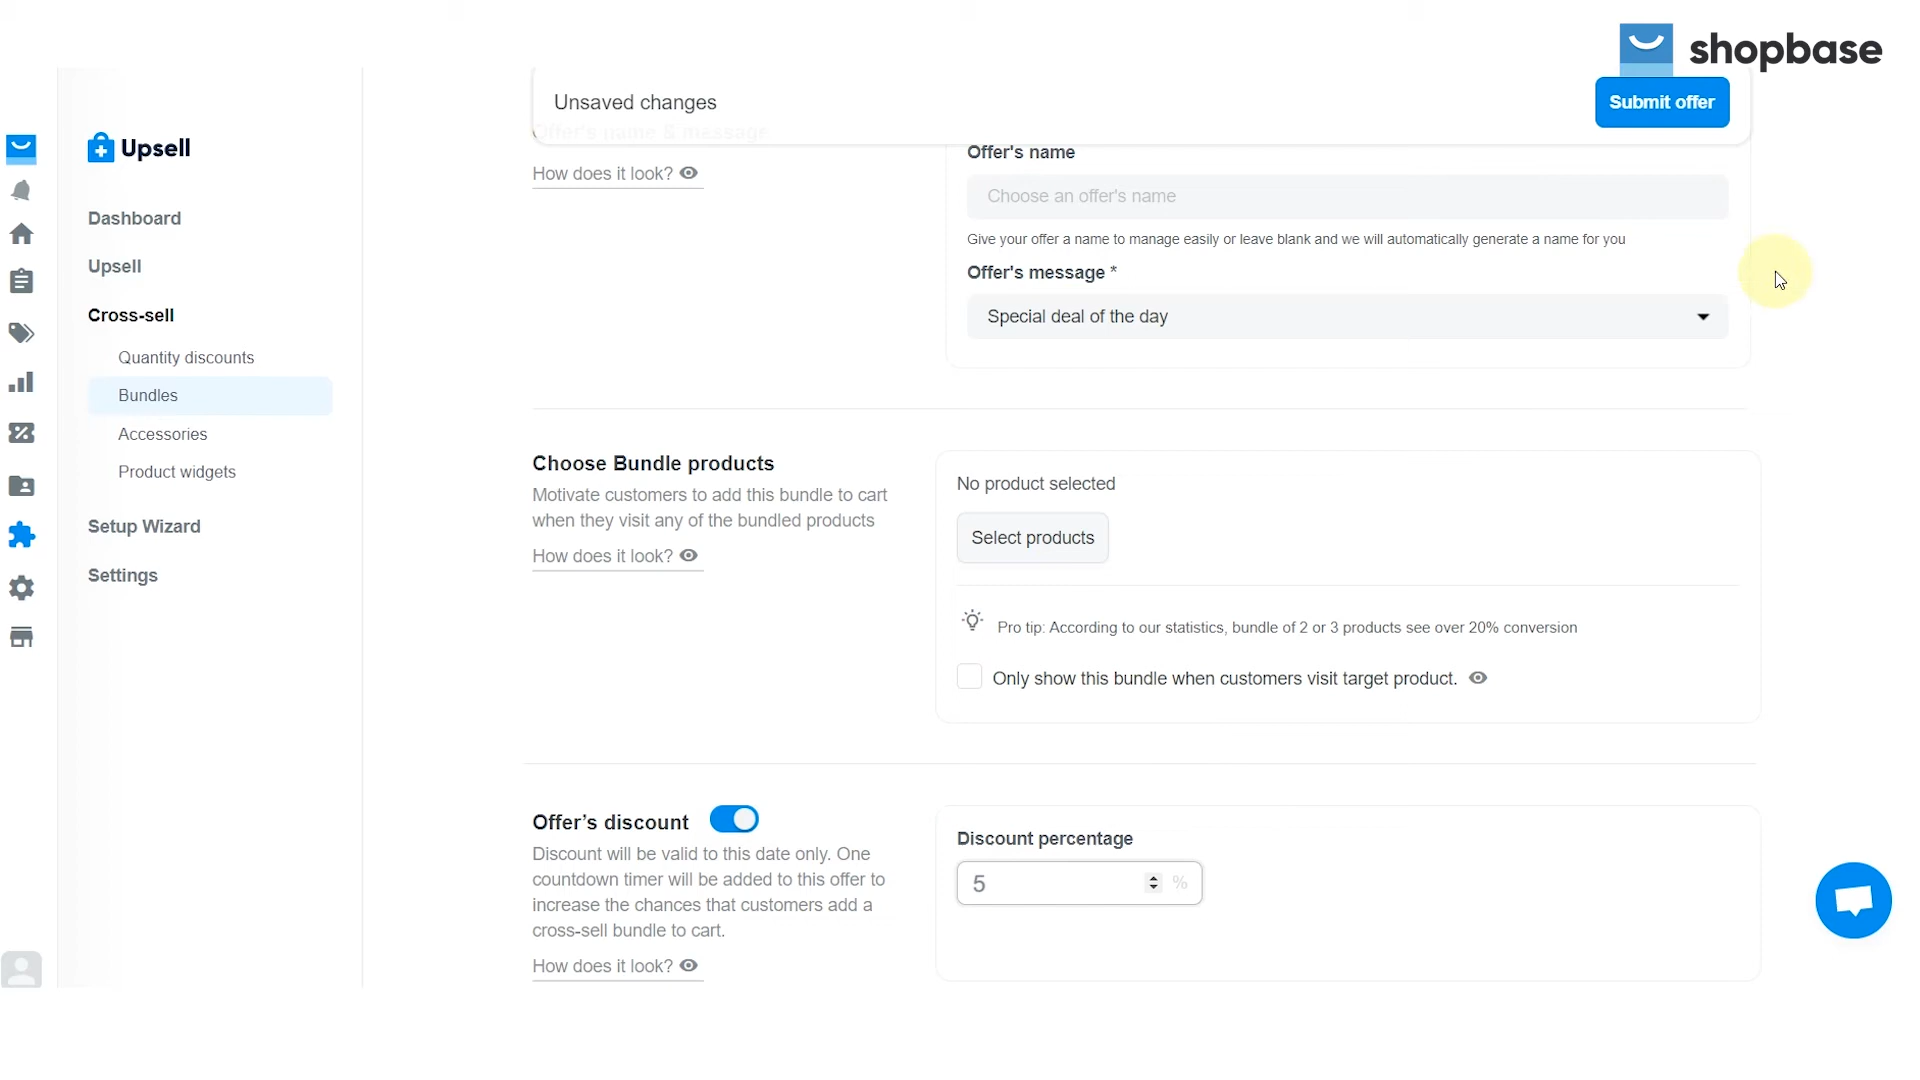 shopbase
Unsaved changes
Submit offer
Offer's name & message
How does it look?
Offer's name
Choose an offer's name
Give your offer a name to manage easily or leave blank and we will automatically generate a name for you
Offer's message *
Special deal of the day
Upsell
Dashboard
Upsell
Cross-sell
Quantity discounts
Bundles
Accessories
Product widgets
Setup Wizard
Settings
Choose Bundle products
Motivate customers to add this bundle to cart
when they visit any of the bundled products
How does it look?
No product selected
Select products
Pro tip: According to our statistics, bundle of 2 or 3 products see over 20% conversion
Only show this bundle when customers visit target product.
Offer's discount
Discount will be valid to this date only. One
countdown timer will be added to this offer to
increase the chances that customers add a
cross-sell bundle to cart.
How does it look?
Discount percentage
5 %